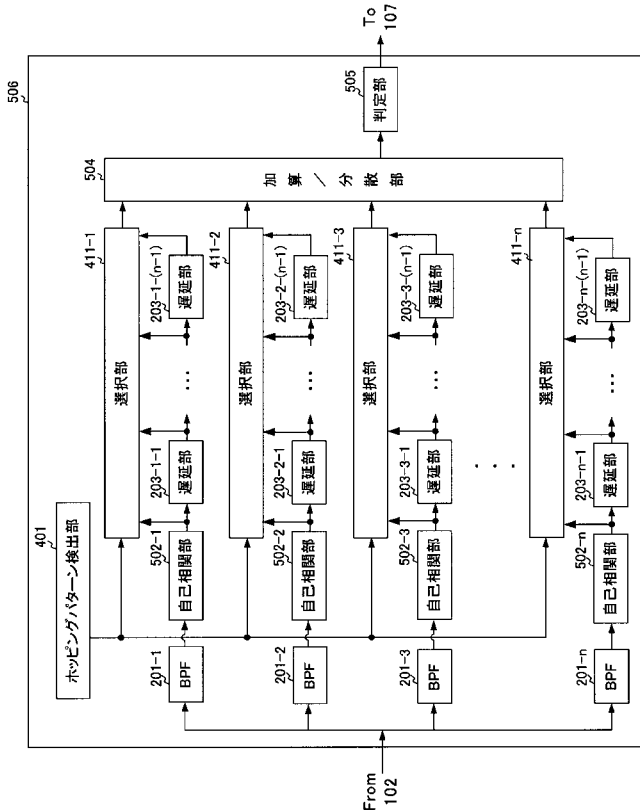 506
401
ホッピングパターン検出部
411-1
選択部
201-1
BPF
502-1
自己相関部
203-1-1
遅延部
...
203-1-(n-1)
遅延部
411-2
選択部
201-2
BPF
502-2
自己相関部
203-2-1
遅延部
...
203-2-(n-1)
遅延部
411-3
選択部
201-3
BPF
502-3
自己相関部
203-3-1
遅延部
...
203-3-(n-1)
遅延部
...
411-n
選択部
201-n
BPF
502-n
自己相関部
203-n-1
遅延部
...
203-n-(n-1)
遅延部
504
加算/分散部
505
判定部
To
107
From
102